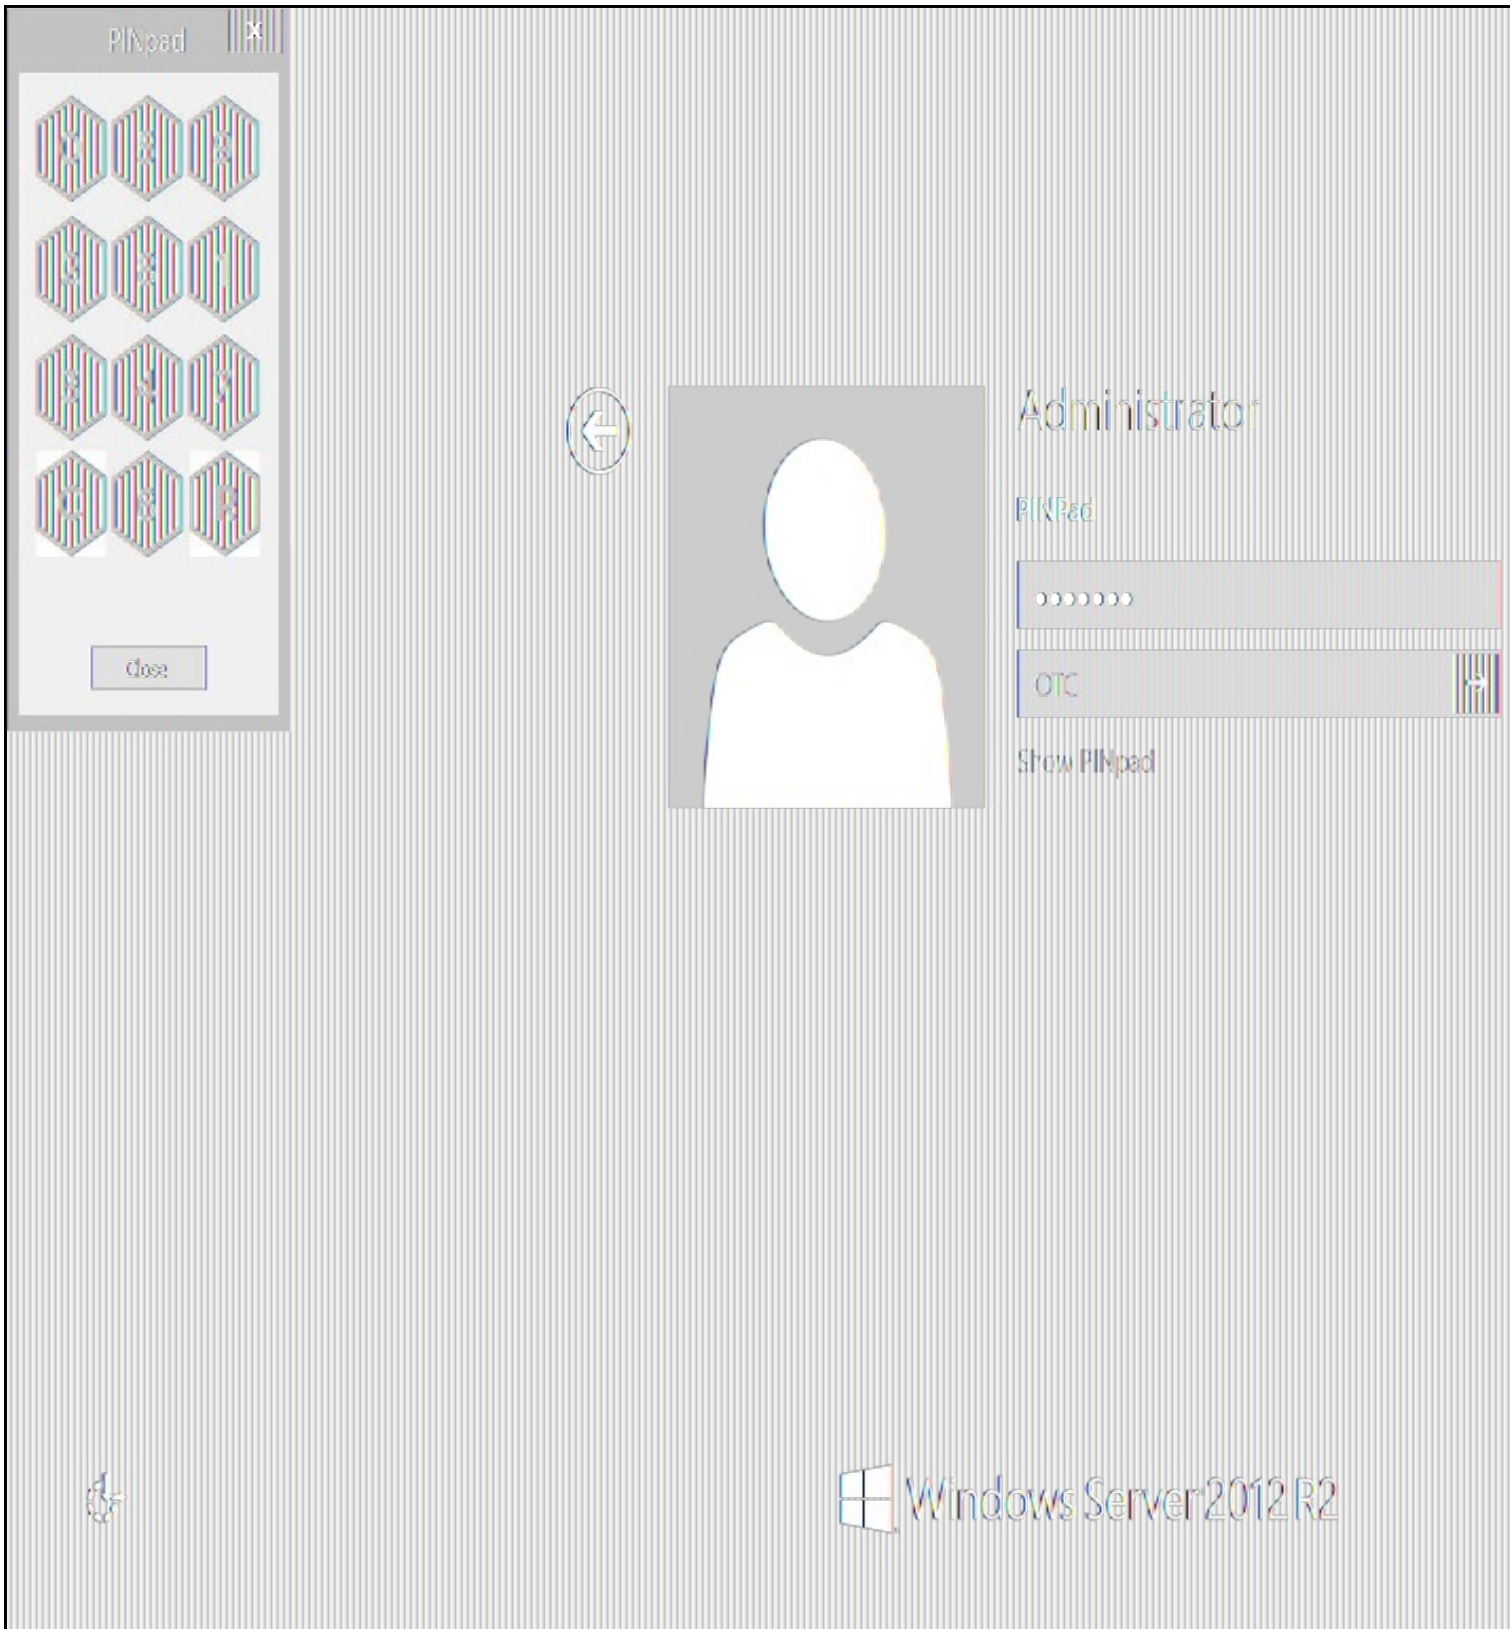 PINpad
X
C
R
Close
Administrator
PINPad
OTC
Show PINpad
Windows Server 2012 R2